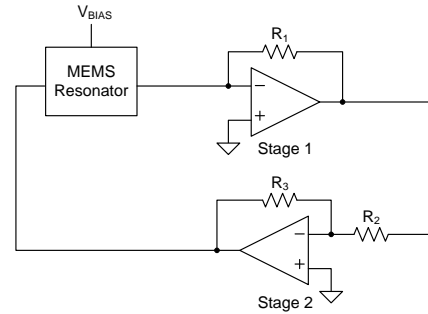 V_BIAS
MEMS
Resonator
R_1
−
+
Stage 1
R_3
R_2
−
+
Stage 2